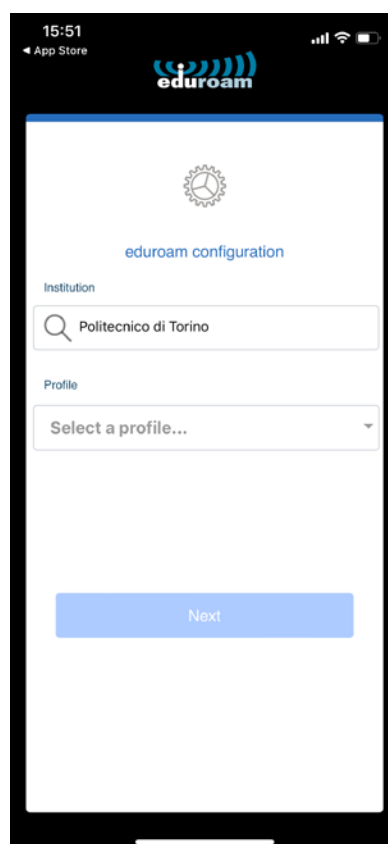 15:51
App Store
eduroam
eduroam configuration
Institution
Politecnico di Torino
Profile
Select a profile...
Next